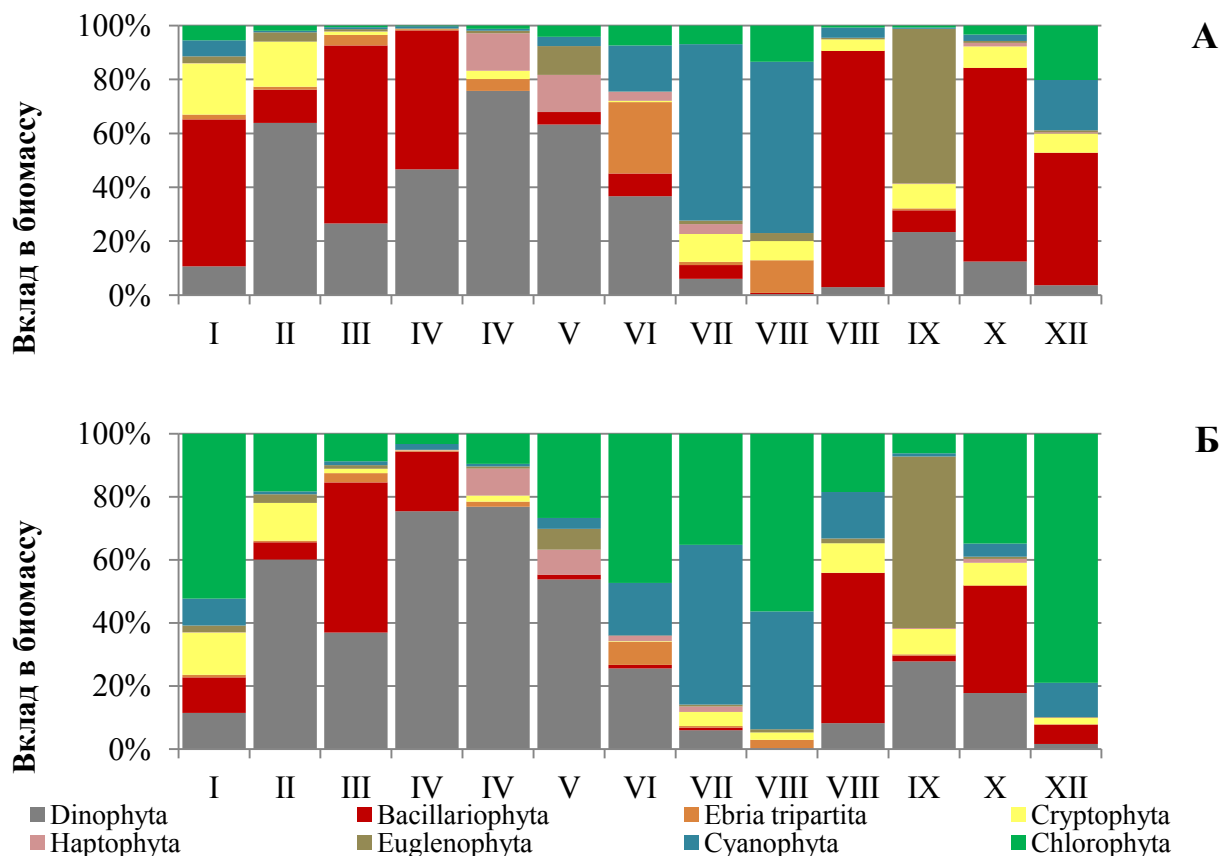 А
Вклад в биомассу
100%
80%
60%
40%
20%
0%
I II III IV IV V VI VII VIII VIII IX X XII
Б
Вклад в биомассу
100%
80%
60%
40%
20%
0%
I II III IV IV V VI VII VIII VIII IX X XII
Dinophyta Bacillariophyta Ebria tripartita Cryptophyta
Haptophyta Euglenophyta Cyanophyta Chlorophyta